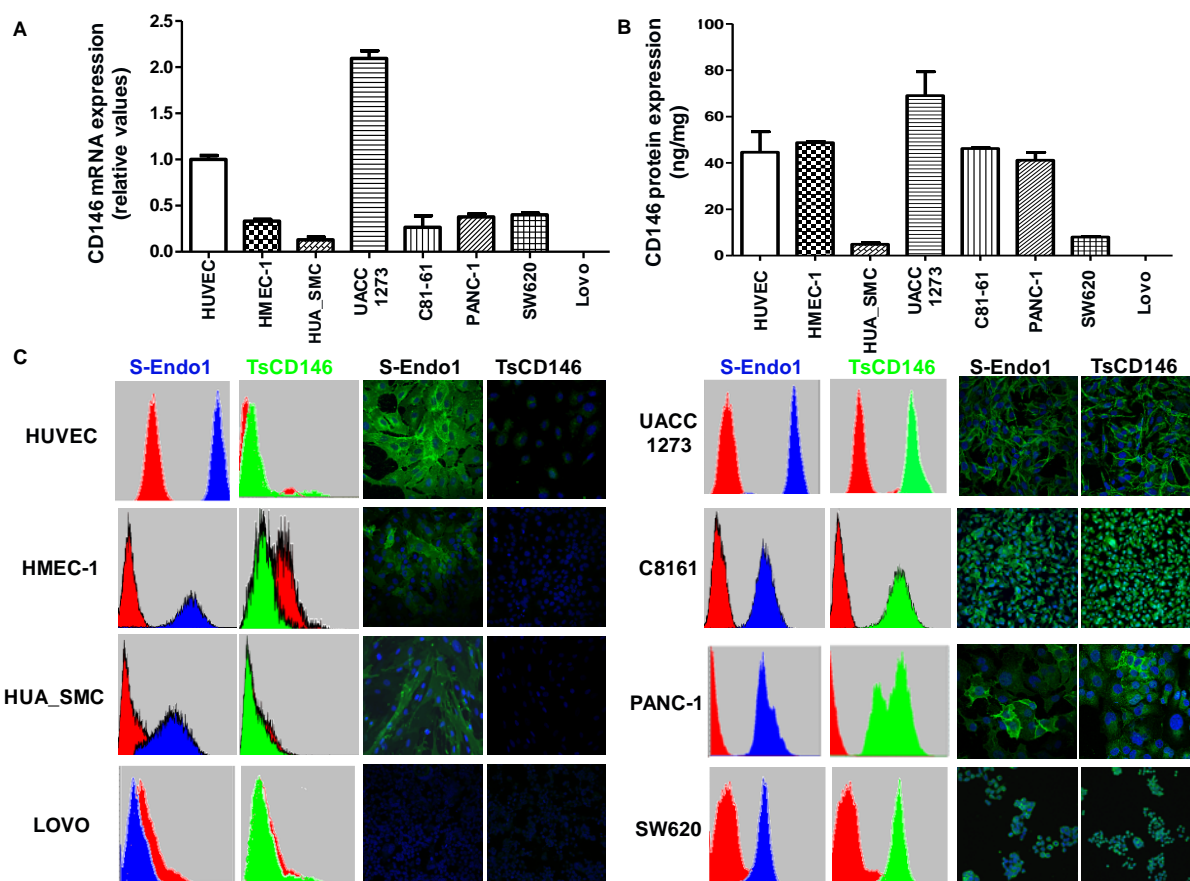 A
CD146 mRNA expression
(relative values)
2.5
2.0
1.5
1.0
0.5
0.0
HUVEC
HMEC-1
HUA_SMC
UACC
1273
C81-61
PANC-1
SW620
Lovo
B
CD146 protein expression
(ng/mg)
100
80
60
40
20
0
HUVEC
HMEC-1
HUA_SMC
UACC
1273
C81-61
PANC-1
SW620
Lovo
C
S-Endo1 TsCD146 S-Endo1 TsCD146
HUVEC
HMEC-1
HUA_SMC
LOVO
S-Endo1 TsCD146 S-Endo1 TsCD146
UACC
1273
C8161
PANC-1
SW620